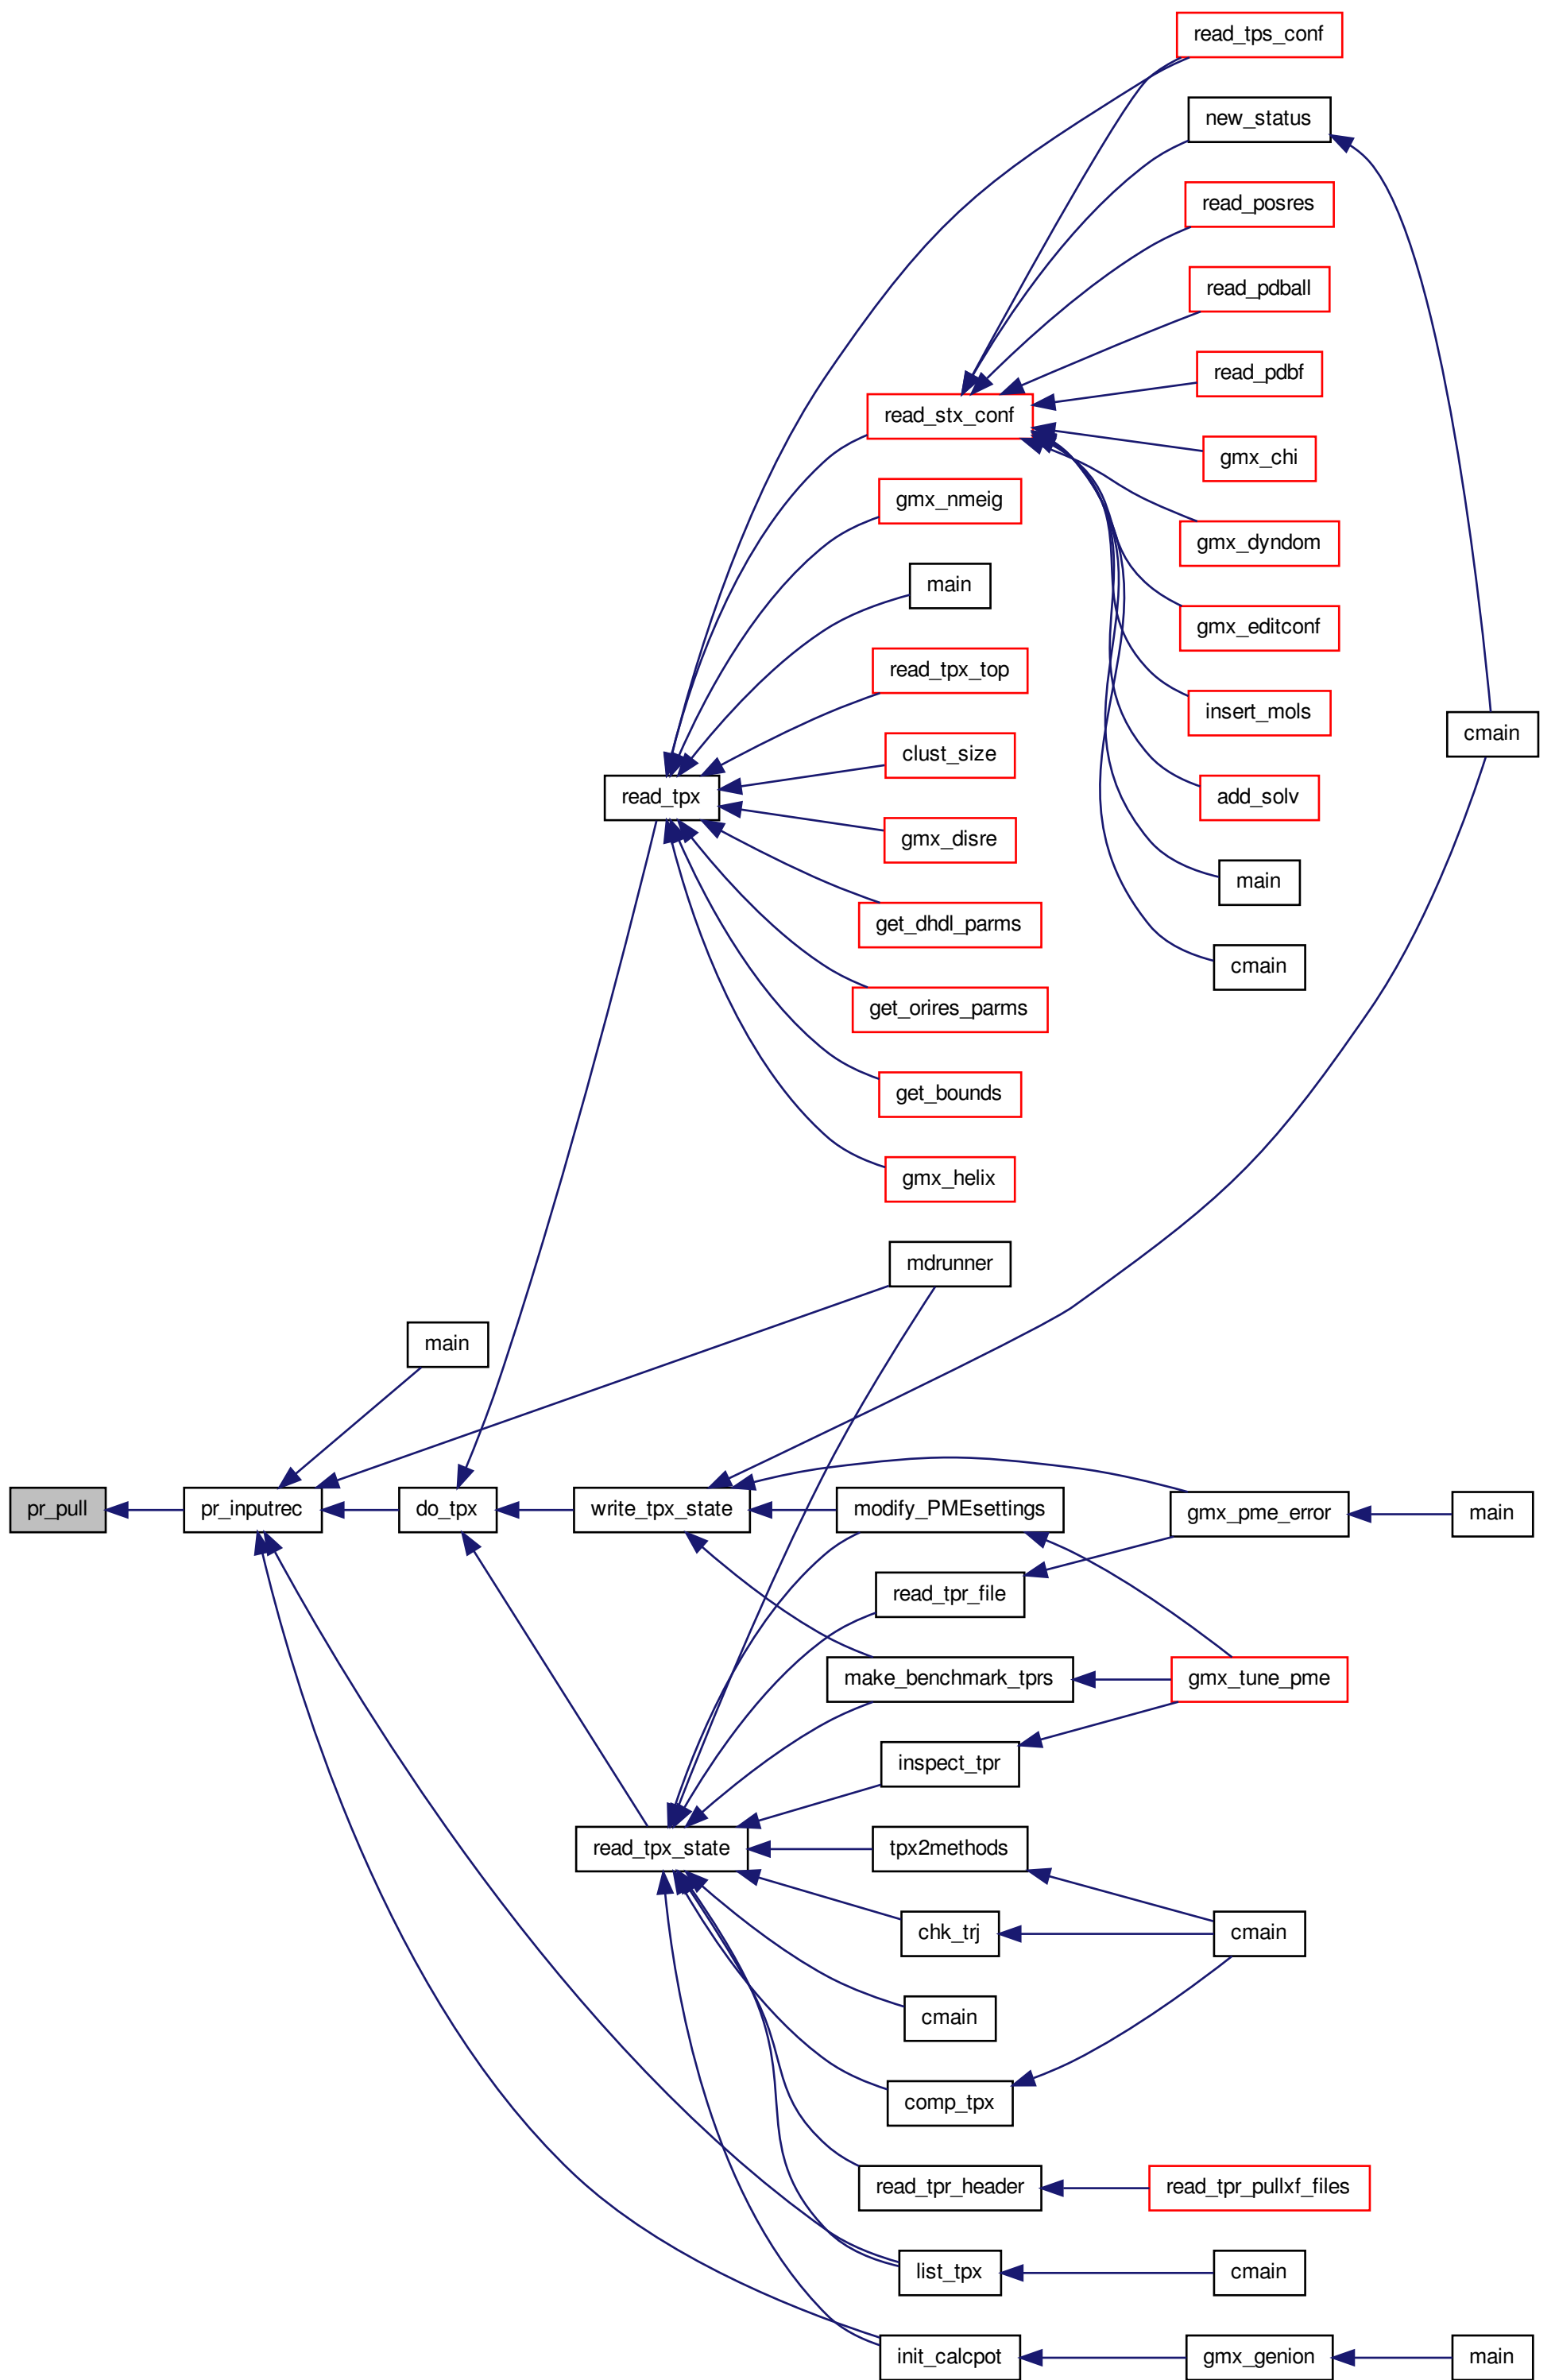 read_tps_conf
new_status
read_posres
read_pdball
read_pdbf
read_stx_conf
gmx_chi
gmx_nmeig
gmx_dyndom
main
gmx_editconf
read_tpx_top
insert_mols
cmain
clust_size
read_tpx
add_solv
gmx_disre
main
get_dhdl_parms
cmain
get_orires_parms
get_bounds
gmx_helix
mdrunner
main
pr_pull
pr_inputrec
do_tpx
write_tpx_state
modify_PMEsettings
gmx_pme_error
main
read_tpr_file
make_benchmark_tprs
gmx_tune_pme
inspect_tpr
read_tpx_state
tpx2methods
chk_trj
cmain
cmain
comp_tpx
read_tpr_header
read_tpr_pullxf_files
list_tpx
cmain
init_calcpot
gmx_genion
main